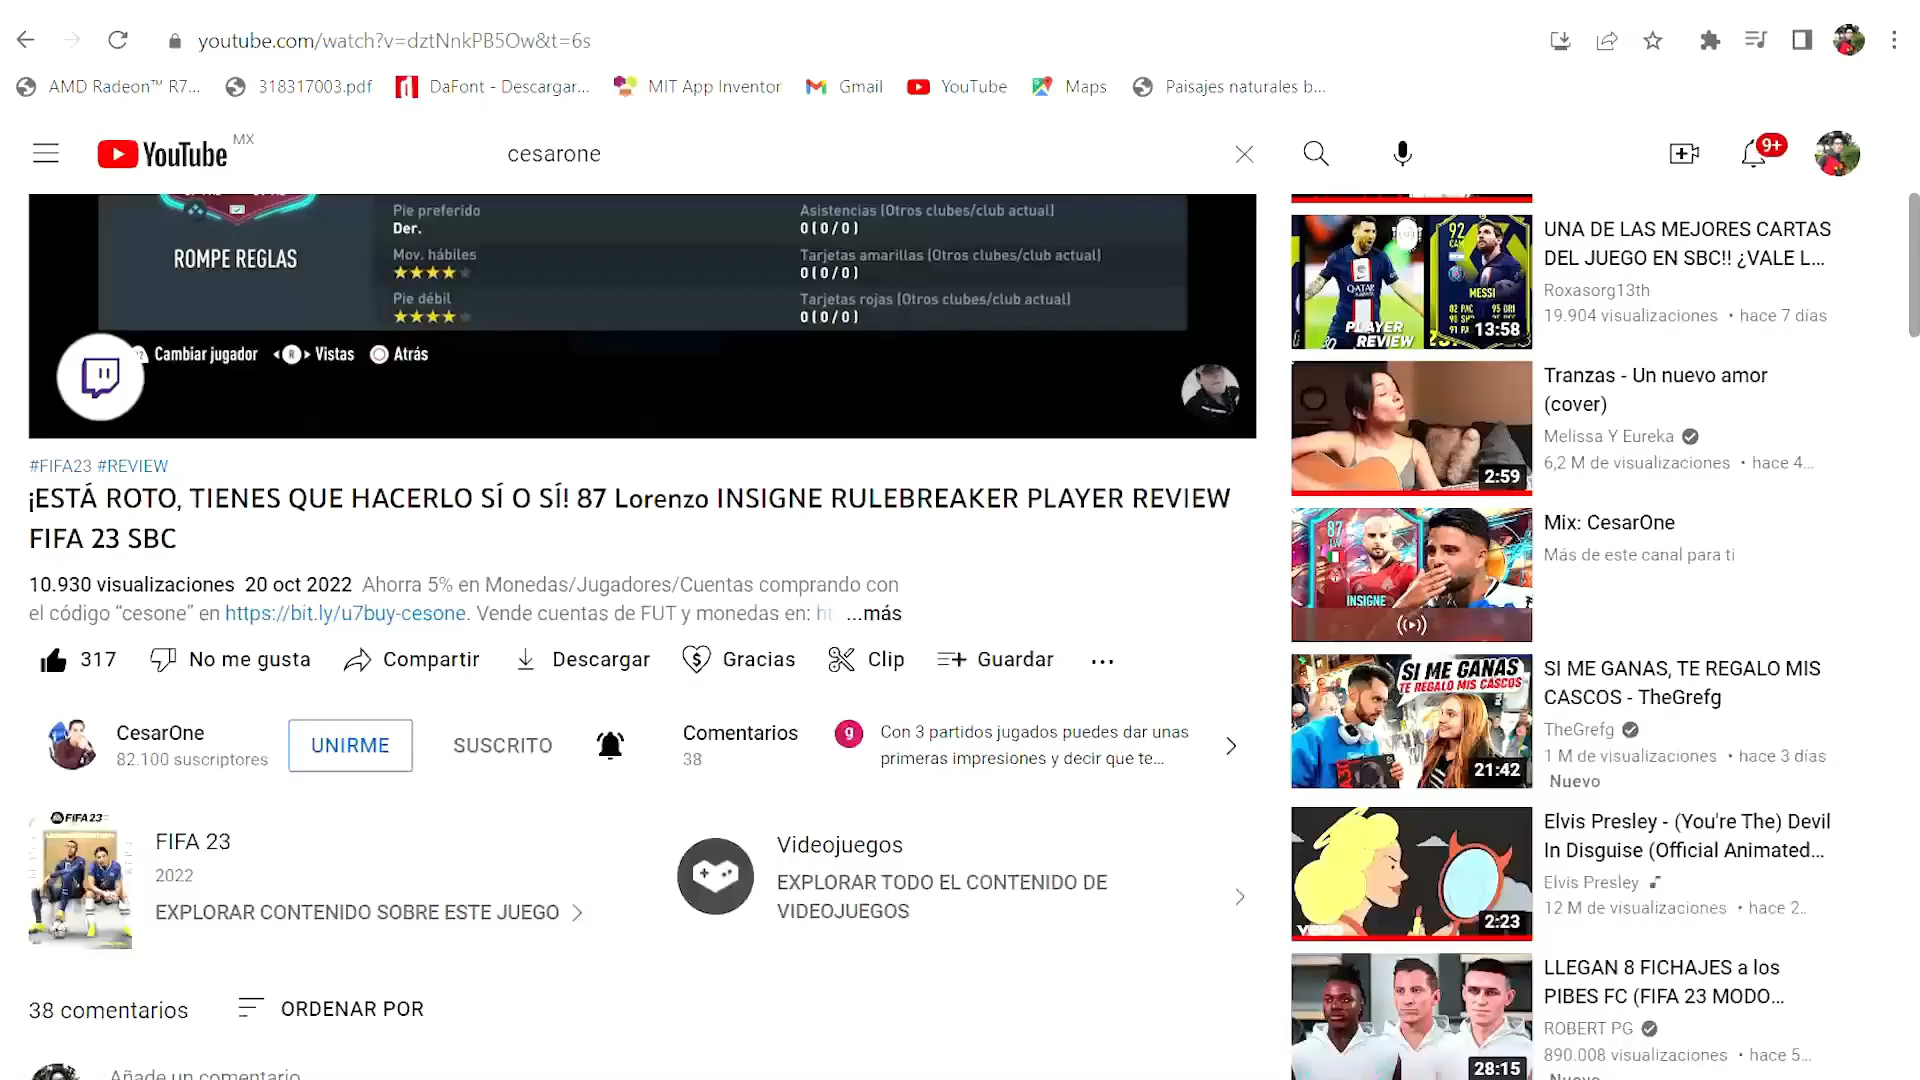 youtube.com/watch?v=dztNnkPB5Ow&t=6s
AMD Radeon™ R7...
318317003.pdf
DaFont - Descargar...
MIT App Inventor
Gmail
YouTube
Maps
Paisajes naturales b...
YouTube MX
cesarone
9+
Pie preferido
Der.
Mov. hábiles
Pie débil
ROMPE REGLAS
Asistencias (Otros clubes/club actual)
0 ( 0 / 0 )
Tarjetas amarillas (Otros clubes/club actual)
0 ( 0 / 0 )
Tarjetas rojas (Otros clubes/club actual)
0 ( 0 / 0 )
Cambiar jugador
R Vistas
Atrás
#FIFA23 #REVIEW
¡ESTÁ ROTO, TIENES QUE HACERLO SÍ O SÍ! 87 Lorenzo INSIGNE RULEBREAKER PLAYER REVIEW
FIFA 23 SBC
10.930 visualizaciones 20 oct 2022 Ahorra 5% en Monedas/Jugadores/Cuentas comprando con
el código “cesone” en https://bit.ly/u7buy-cesone. Vende cuentas de FUT y monedas en: ht ...más
317
No me gusta
Compartir
Descargar
Gracias
Clip
Guardar
CesarOne
82.100 suscriptores
UNIRME
SUSCRITO
Comentarios
38
g
Con 3 partidos jugados puedes dar unas
primeras impresiones y decir que te...
FIFA 23
FIFA 23
2022
EXPLORAR CONTENIDO SOBRE ESTE JUEGO
Videojuegos
EXPLORAR TODO EL CONTENIDO DE
VIDEOJUEGOS
38 comentarios
ORDENAR POR
Añade un comentario
92
CAM
MESSI
82 PAC 95 DRI
QATAR
PLAYER
REVIEW
13:58
UNA DE LAS MEJORES CARTAS
DEL JUEGO EN SBC!! ¿VALE L...
Roxasorg13th
19.904 visualizaciones • hace 7 días
2:59
Tranzas - Un nuevo amor
(cover)
Melissa Y Eureka
6,2 M de visualizaciones • hace 4...
87
INSIGNE
Mix: CesarOne
Más de este canal para ti
SI ME GANAS
TE REGALO MIS CASCOS
21:42
SI ME GANAS, TE REGALO MIS
CASCOS - TheGrefg
TheGrefg
1 M de visualizaciones • hace 3 días
Nuevo
vevo
2:23
Elvis Presley - (You're The) Devil
In Disguise (Official Animated...
Elvis Presley
12 M de visualizaciones • hace 2..
28:15
LLEGAN 8 FICHAJES a los
PIBES FC (FIFA 23 MODO...
ROBERT PG
890.008 visualizaciones • hace 5...
Nuevo